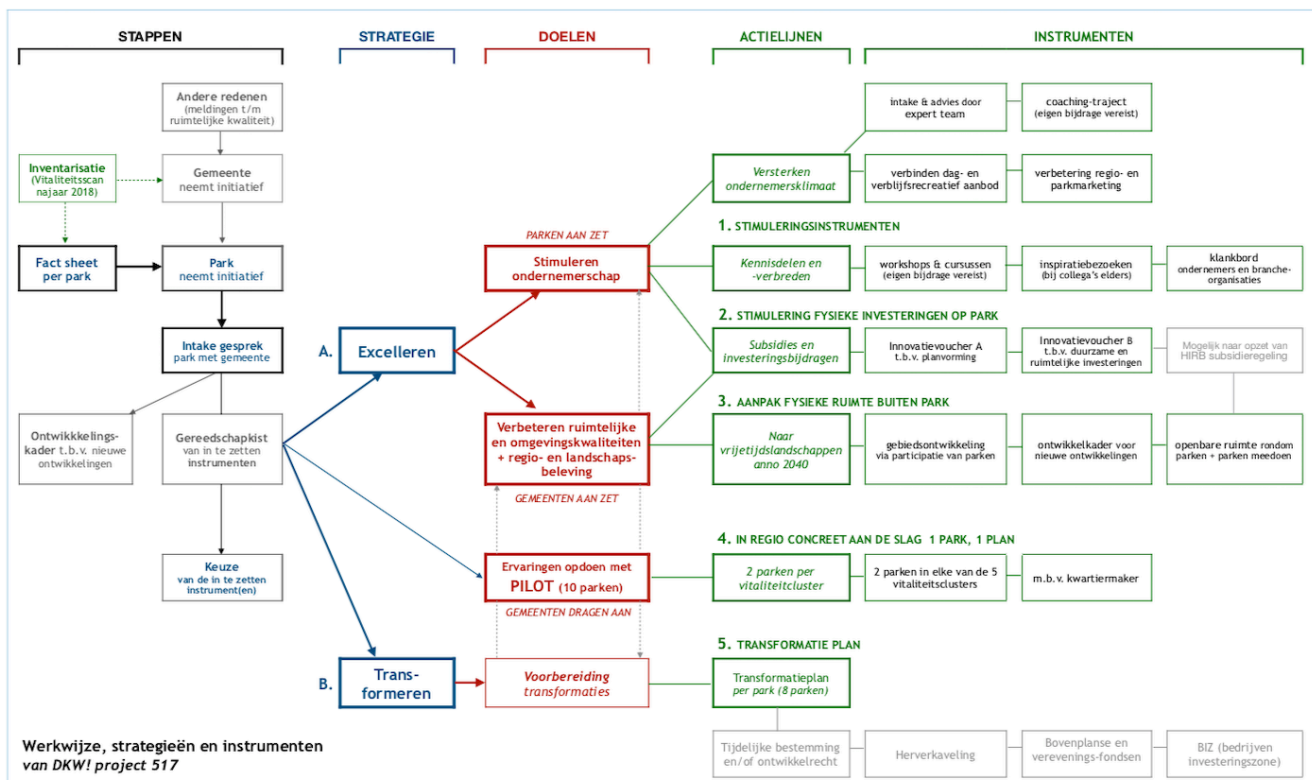 STAPPEN
STRATEGIE
DOELEN
ACTIELIJNEN
INSTRUMENTEN
Andere redenen
(meldingen t/m
ruimtelijke kwaliteit)
Inventarisatie
(Vitaliteitsscan
najaar 2018)
Gemeente
neemt initiatief
Fact sheet
per park
Park
neemt initiatief
Intake gesprek
park met gemeente
Ontwikkelings-
kader t.b.v. nieuwe
ontwikkelingen
Gereedschapkist
van in te zetten
instrumenten
Keuze
van de in te zetten
instrument(en)
A.
Excelleren
B.
Trans-
formeren
PARKEN AAN ZET
Stimuleren
ondernemerschap
Verbeteren ruimtelijke
en omgevingskwaliteiten
+ regio- en landschaps-
beleving
GEMEENTEN AAN ZET
Ervaringen opdoen met
PILOT (10 parken)
GEMEENTEN DRAGEN AAN
Voorbereiding
transformaties
intake & advies door
expert team
coaching-traject
(eigen bijdrage vereist)
Versterken
ondernemersklimaat
verbinden dag- en
verblijfsrecreatief aanbod
verbetering regio- en
parkmarketing
1. STIMULERINGSINSTRUMENTEN
Kennisdelen en
-verbreden
workshops & cursussen
(eigen bijdrage vereist)
inspiratiebezoeken
(bij collega's elders)
klankbord
ondernemers en branche-
organisaties
2. STIMULERING FYSIEKE INVESTERINGEN OP PARK
Subsidies en
investeringsbijdragen
Innovatievoucher A
t.b.v. planvorming
Innovatievoucher B
t.b.v. duurzame en
ruimtelijke investeringen
Mogelijk naar opzet van
HIRB subsidieregeling
3. AANPAK FYSIEKE RUIMTE BUITEN PARK
Naar
vrijetijdslandschappen
anno 2040
gebiedsontwikkeling
via participatie van parken
ontwikkelkader voor
nieuwe ontwikkelingen
openbare ruimte rondom
parken + parken meedoen
4. IN REGIO CONCREET AAN DE SLAG 1 PARK, 1 PLAN
2 parken per
vitaliteitcluster
2 parken in elke van de 5
vitaliteitsclusters
m.b.v. kwartiermaker
5. TRANSFORMATIE PLAN
Transformatieplan
per park (8 parken)
Tijdelijke bestemming
en/of ontwikkelrecht
Herverkaveling
Bovenplanse en
verevenings-fondsen
BIZ (bedrijven
investeringszone)
Werkwijze, strategieën en instrumenten
van DKW! project 517